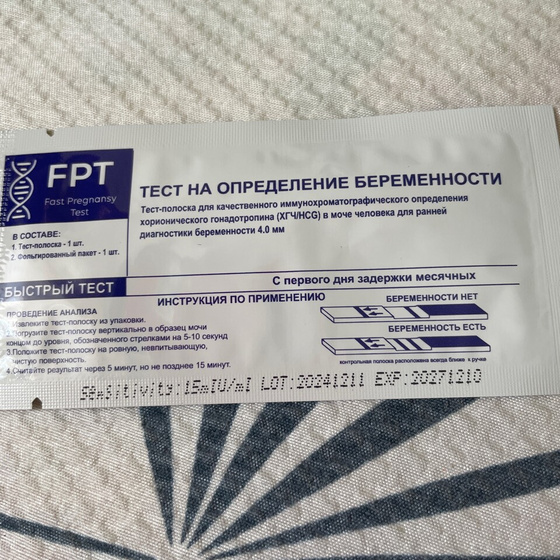 FPT
Fast Pregnansy
Test
ТЕСТ НА ОПРЕДЕЛЕНИЕ БЕРЕМЕННОСТИ
Тест-полоска для качественного иммунохроматографического определения
хорионического гонадотропина (ХГЧ/HCG) в моче человека для ранней
диагностики беременности 4.0 мм
В СОСТАВЕ:
1. Тест-полоска - 1 шт.
2. Фольгированный пакет - 1 шт.
БЫСТРЫЙ ТЕСТ
С первого дня задержки месячных
ИНСТРУКЦИЯ ПО ПРИМЕНЕНИЮ
ПРОВЕДЕНИЕ АНАЛИЗА
1.Извлеките тест-полоску из упаковки.
2.Погрузите тест-полоску вертикально в образец мочи
концом до уровня, обозначенного стрелками на 5-10 секунд
3.Положите тест-полоску на ровную, невпитывающую,
чистую поверхность.
4.Считайте результат через 5 минут, но не позднее 15 минут.
БЕРЕМЕННОСТИ НЕТ
БЕРЕМЕННОСТЬ ЕСТЬ
контрольная полоска расположена всегда ближе к ручке
Sensitivity:15mIU/ml LOT:20241211 EXP:20271210